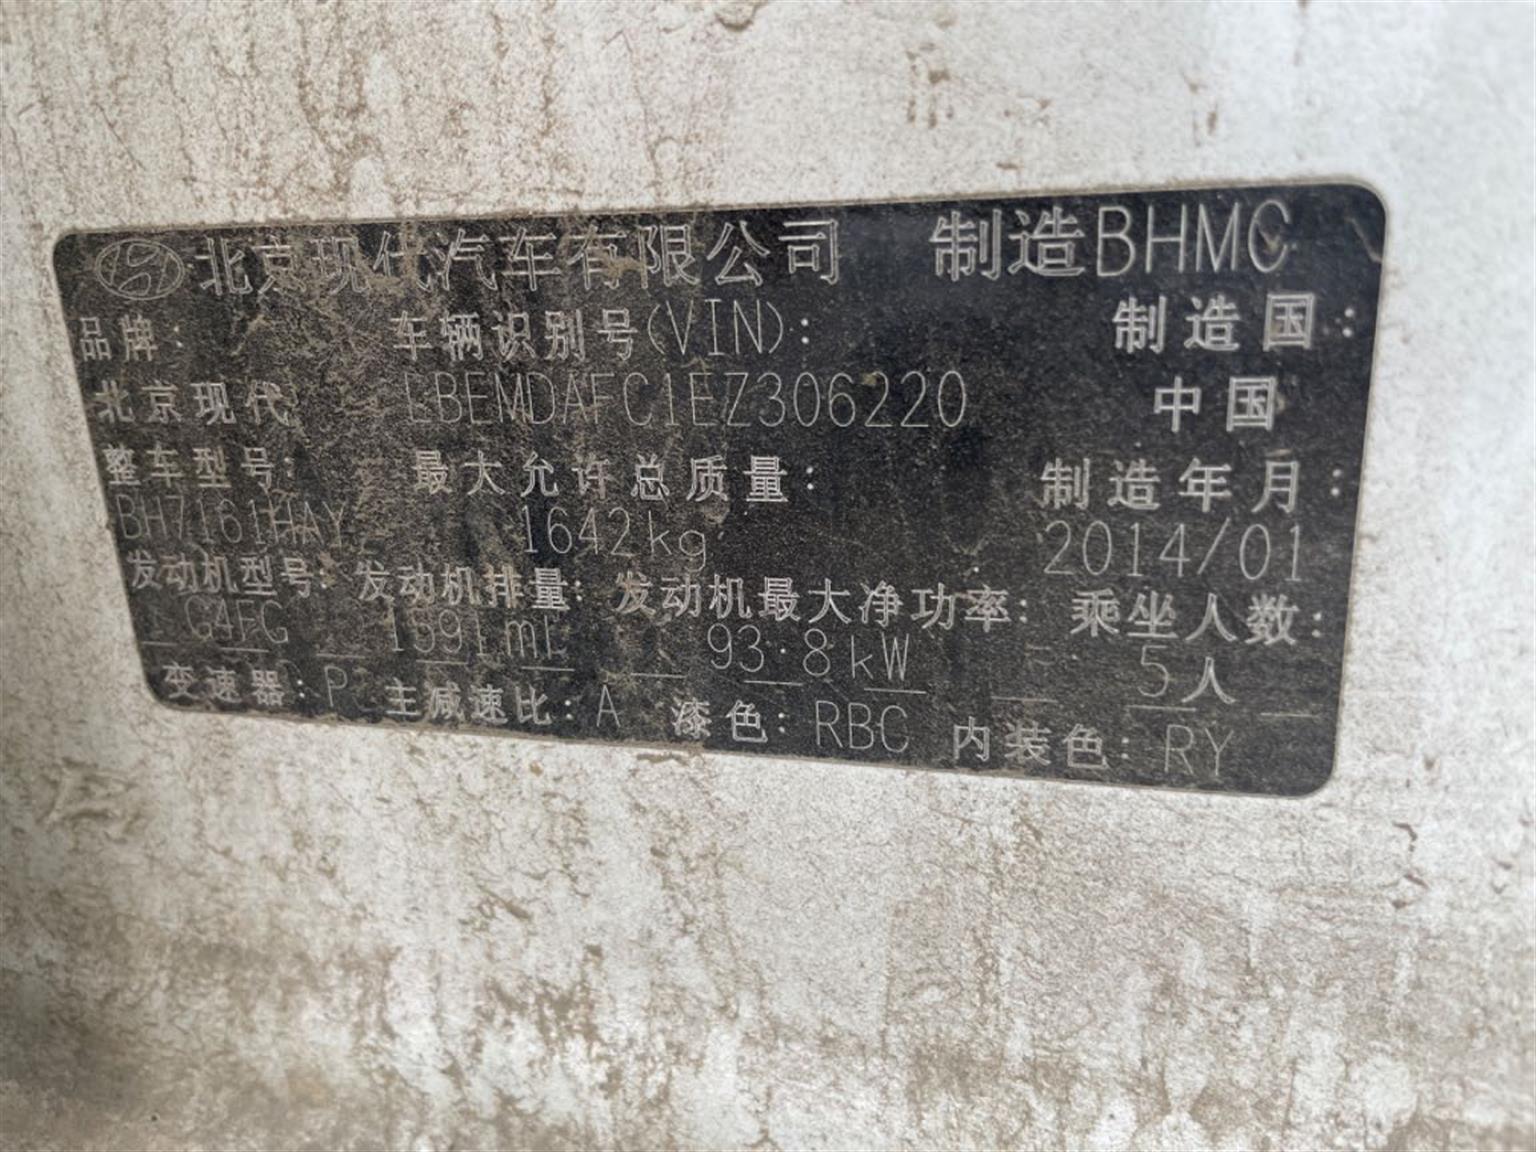 北京现代汽车有限公司 制造BHMC
品牌: 车辆识别号(VIN): 制造国:
北京现代 LBEMDAFC1EZ306220 中国
整车型号: 最大允许总质量: 制造年月:
BH7161HAY 1642kg 2014/01
发动机型号: 发动机排量: 发动机最大净功率: 乘坐人数:
G4FG 1591mL 93.8kW 5人
变速器: P 主减速比: A 漆色: RBC 内装色: RY